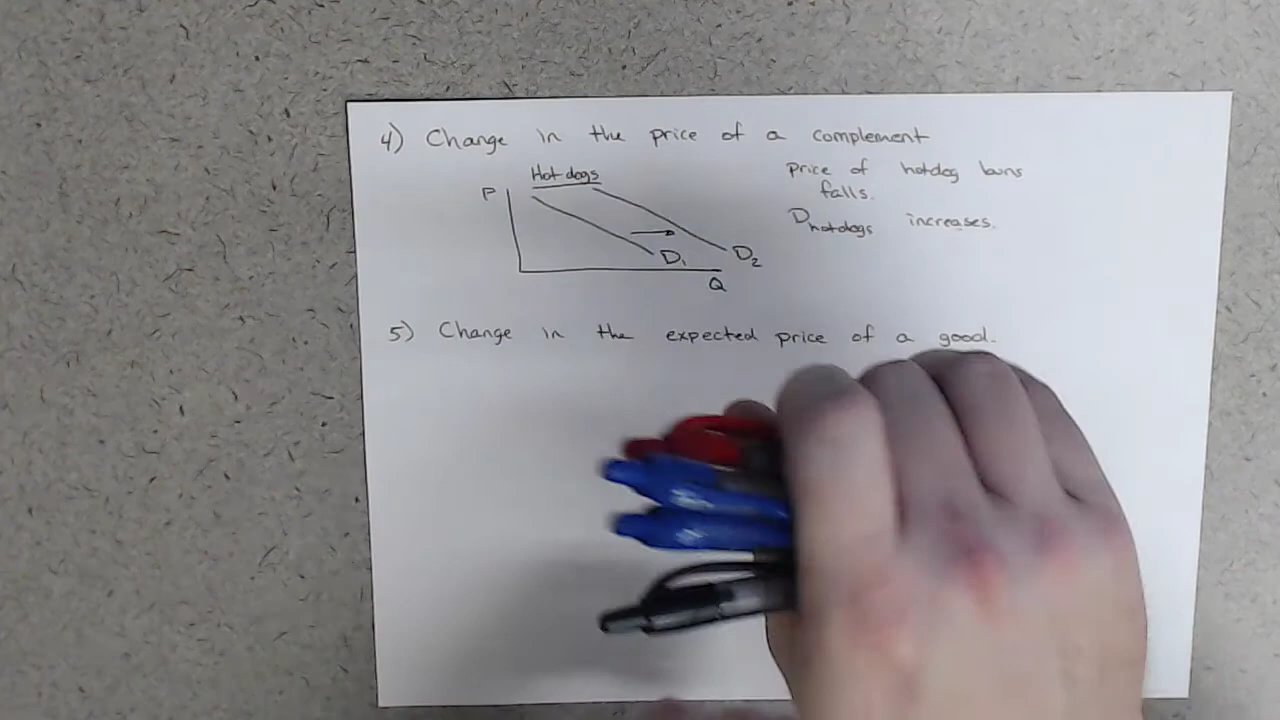 4) Change in the price of a complement
Hot dogs
P
D₁
D₂
Q
price of hotdog buns
falls.
D hotdogs increases.
5) Change in the expected price of a good.